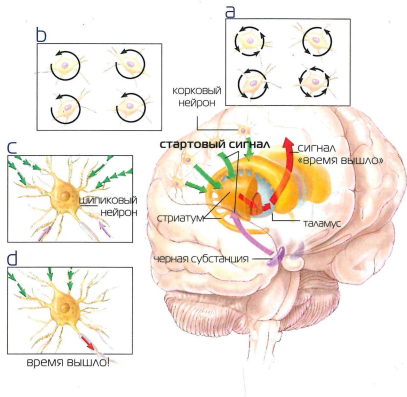 a
b
корковый
нейрон
стартовый сигнал
сигнал
«время вышло»
c
шипиковый
нейрон
стриатум
таламус
черная субстанция
d
время вышло!